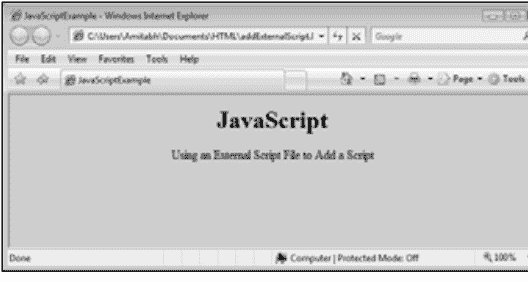 JavaScriptExample - Windows Internet Explorer
C:\Users\Amitabh\Documents\HTML\addExternalScript.l Google
File Edit View Favorites Tools Help
JavaScriptExample Page Tools
JavaScript
Using an External Script File to Add a Script
Done Computer | Protected Mode: Off 100%